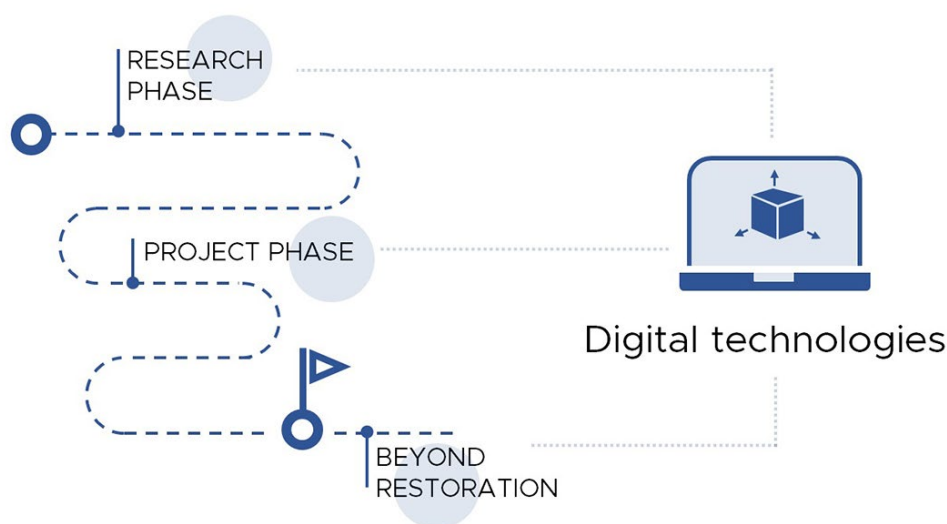 RESEARCH
PHASE
PROJECT PHASE
Digital technologies
BEYOND
RESTORATION